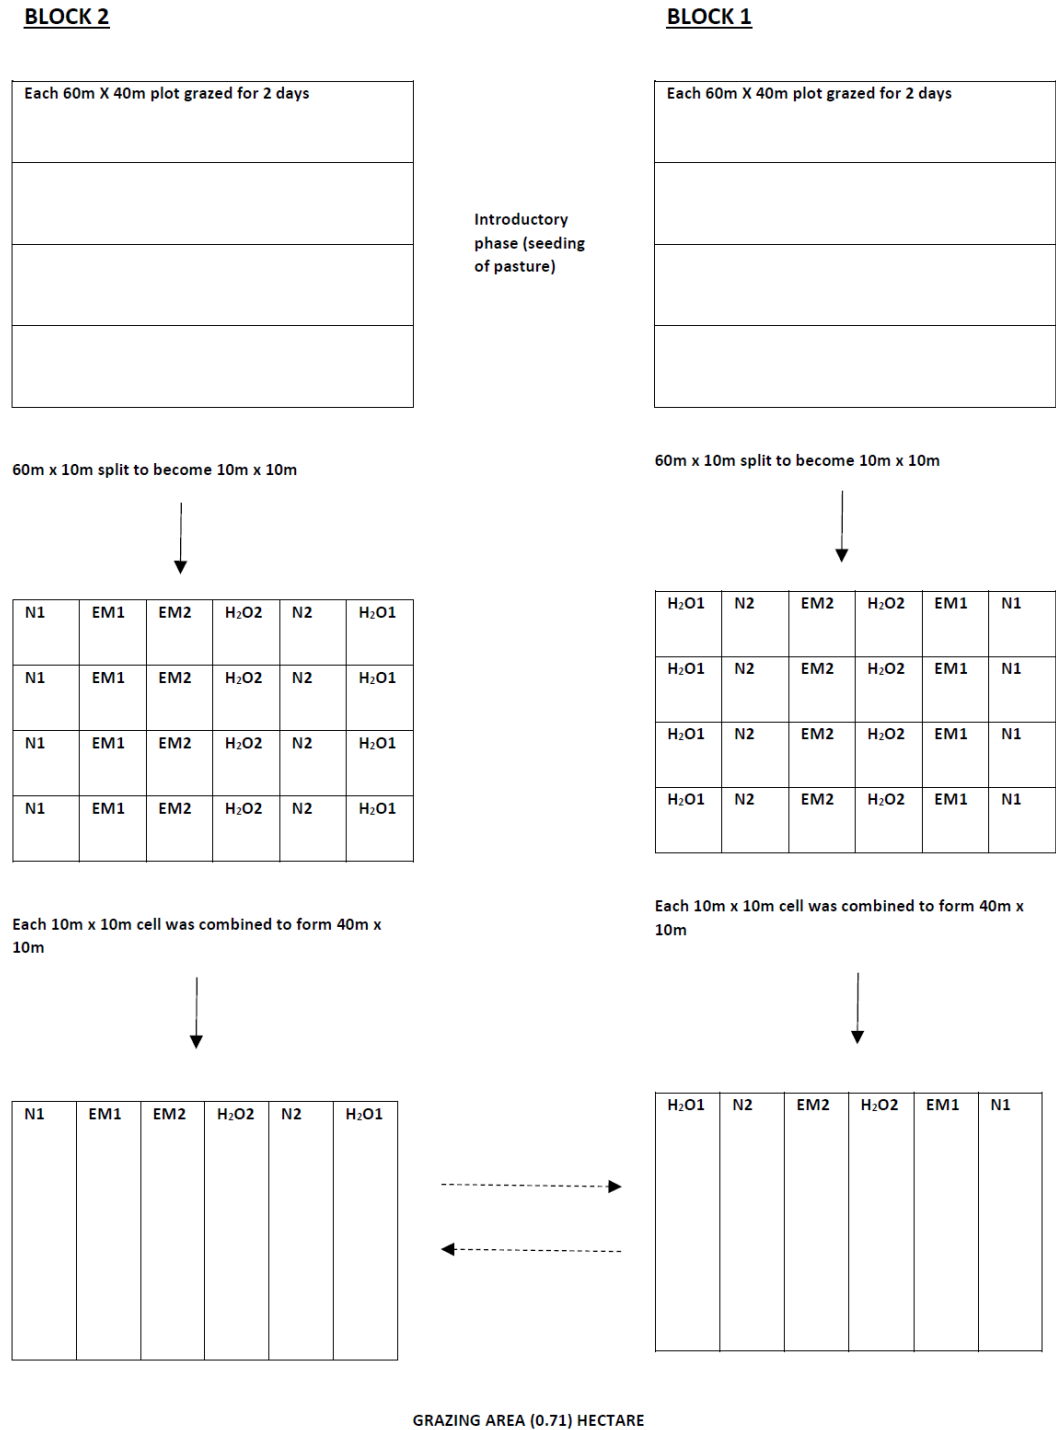 BLOCK 2
BLOCK 1
Each 60m X 40m plot grazed for 2 days
Each 60m X 40m plot grazed for 2 days
Introductory
phase (seeding
of pasture)
60m x 10m split to become 10m x 10m
60m x 10m split to become 10m x 10m
N1 EM1 EM2 H₂O2 N2 H₂O1
N1 EM1 EM2 H₂O2 N2 H₂O1
N1 EM1 EM2 H₂O2 N2 H₂O1
N1 EM1 EM2 H₂O2 N2 H₂O1
H₂O1 N2 EM2 H₂O2 EM1 N1
H₂O1 N2 EM2 H₂O2 EM1 N1
H₂O1 N2 EM2 H₂O2 EM1 N1
H₂O1 N2 EM2 H₂O2 EM1 N1
Each 10m x 10m cell was combined to form 40m x
10m
Each 10m x 10m cell was combined to form 40m x
10m
N1 EM1 EM2 H₂O2 N2 H₂O1
H₂O1 N2 EM2 H₂O2 EM1 N1
GRAZING AREA (0.71) HECTARE